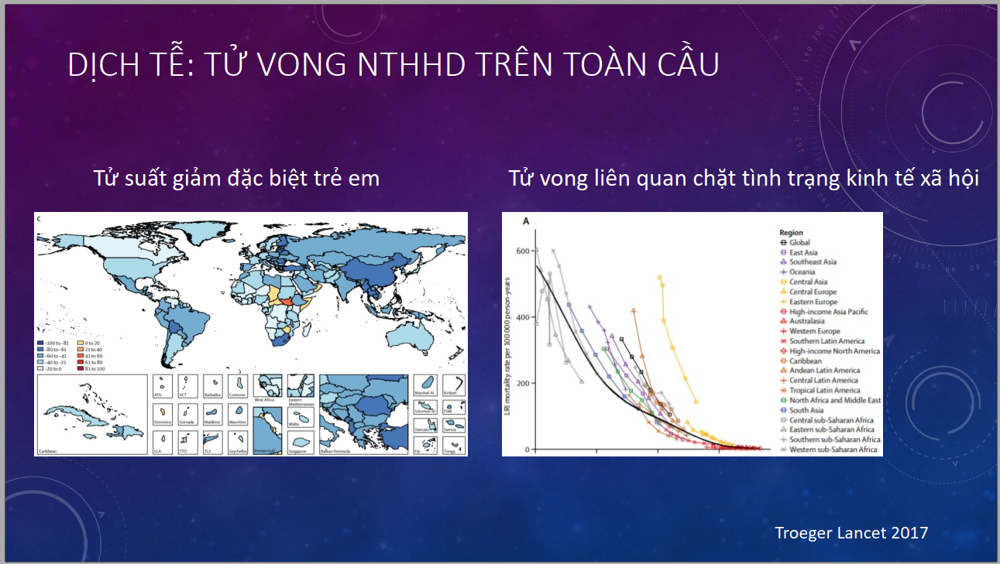 DỊCH TỄ: TỬ VONG NTHHD TRÊN TOÀN CẦU
Tử suất giảm đặc biệt trẻ em
Tử vong liên quan chặt tình trạng kinh tế xã hội
C
-100 to -81
-80 to -61
-60 to -41
-40 to -21
-20 to 0
0 to 20
21 to 40
41 to 60
61 to 80
81 to 100
Caribbean
ATG
VCT
Barbados
Comoros
West Africa
Eastern
Mediterranean
Dominica
Grenada
Maldives
Mauritius
Malta
LCA
TTO
TLS
Seychelles
Persian Gulf
Singapore
Balkan Peninsula
Marshall Isl
Kiribati
Solomon Isl
FSM
Vanuatu
Samoa
Fiji
Tonga
A
LRI mortality rate per 100 000 person-years
600
400
200
0
Region
Global
East Asia
Southeast Asia
Oceania
Central Asia
Central Europe
Eastern Europe
High-income Asia Pacific
Australasia
Western Europe
Southern Latin America
High-income North America
Caribbean
Andean Latin America
Central Latin America
Tropical Latin America
North Africa and Middle East
South Asia
Central sub-Saharan Africa
Eastern sub-Saharan Africa
Southern sub-Saharan Africa
Western sub-Saharan Africa
Troeger Lancet 2017